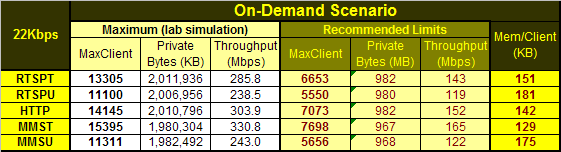 On-Demand Scenario
22Kbps
Maximum (lab simulation) Recommended Limits Mem/Client (KB)
MaxClient Private Bytes (KB) Throughput (Mbps) MaxClient Private Bytes (MB) Throughput (Mbps)
RTSPT 13305 2,011,936 285.8 6653 982 143 151
RTSPU 11100 2,006,956 238.5 5550 980 119 181
HTTP 14145 2,010,796 303.9 7073 982 152 142
MMST 15395 1,980,304 330.8 7698 967 165 129
MMSU 11311 1,982,492 243.0 5656 968 122 175